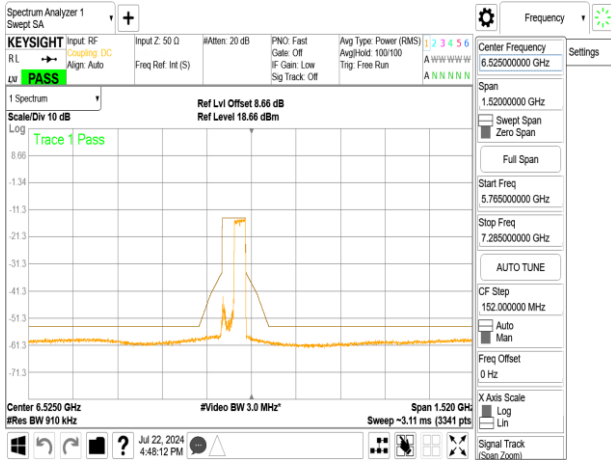 Spectrum Analyzer 1
Swept SA
+
Frequency
KEYSIGHT
RL
PASS
Input: RF
Coupling: DC
Align: Auto
Input Z: 50 Ω
Freq Ref: Int (S)
#Atten: 20 dB
PNO: Fast
Gate: Off
IF Gain: Low
Sig Track: Off
Avg Type: Power (RMS)
Avg|Hold: 100/100
Trig: Free Run
1 2 3 4 5 6
A W W W W W
A N N N N N
Center Frequency
6.525000000 GHz
Settings
Span
1.52000000 GHz
Swept Span
Zero Span
Full Span
Start Freq
5.765000000 GHz
Stop Freq
7.285000000 GHz
AUTO TUNE
CF Step
152.000000 MHz
Auto
Man
Freq Offset
0 Hz
X Axis Scale
Log
Lin
Signal Track
(Span Zoom)
1 Spectrum
Scale/Div 10 dB
Ref Lvl Offset 8.66 dB
Ref Level 18.66 dBm
Log
Trace 1 Pass
8.66
-1.34
-11.3
-21.3
-31.3
-41.3
-51.3
-61.3
-71.3
Center 6.5250 GHz
#Video BW 3.0 MHz*
Span 1.520 GHz
#Res BW 910 kHz
Sweep ~3.11 ms (3341 pts
?
Jul 22, 2024
4:48:12 PM